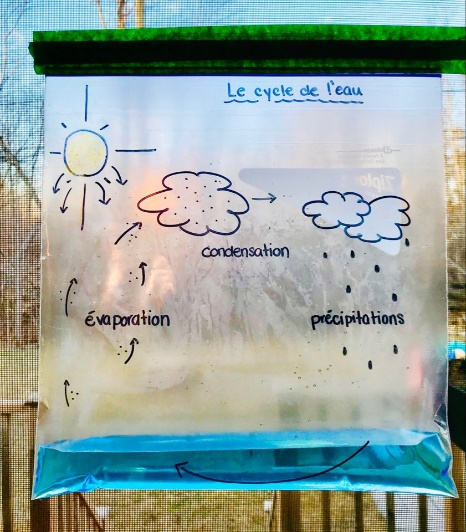 Le cycle de l'eau
condensation
évaporation
précipitations